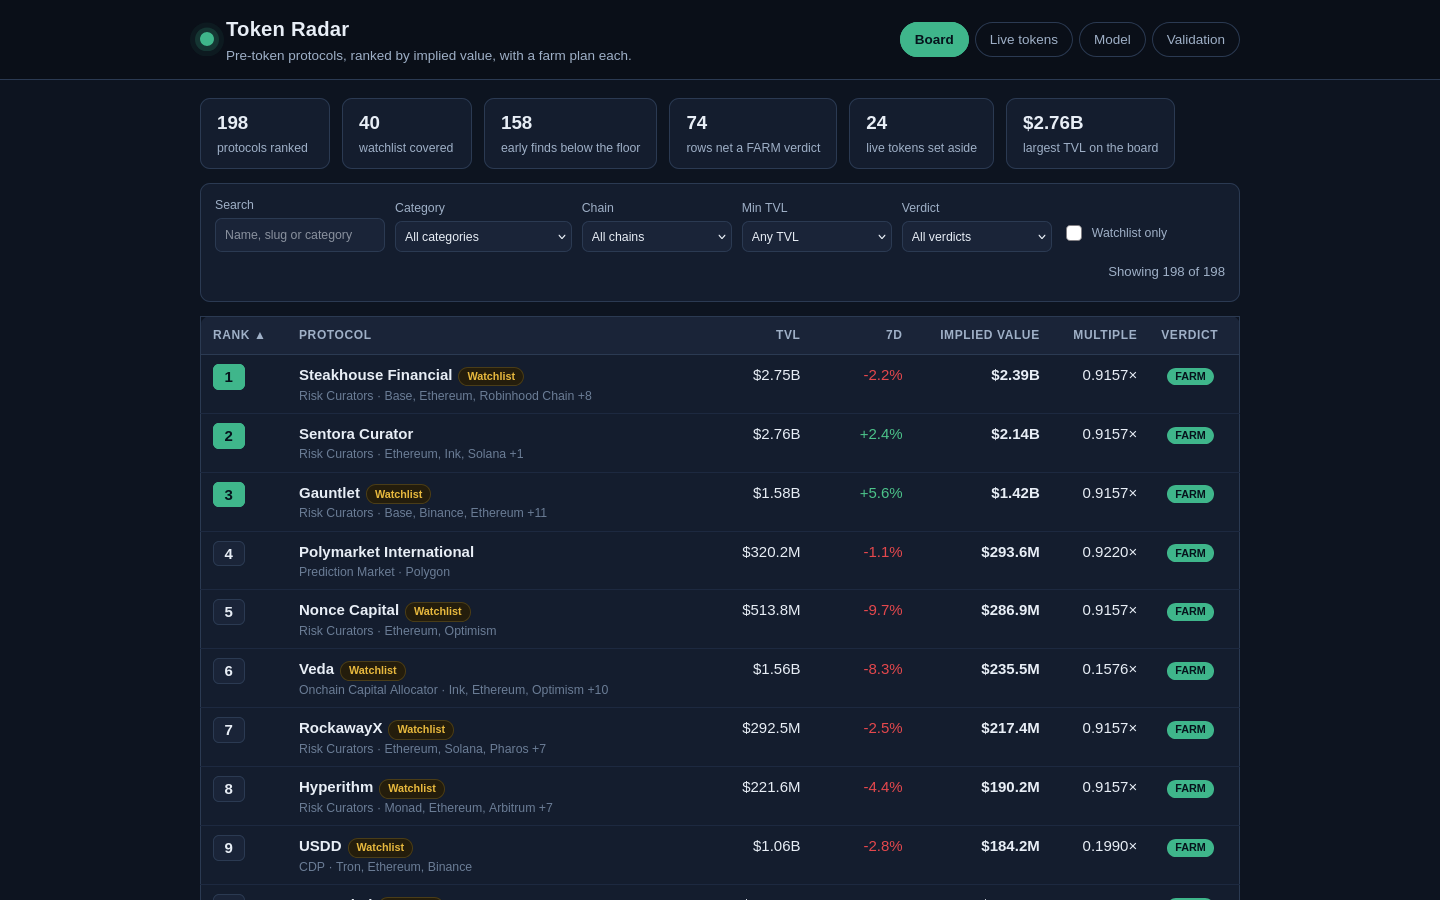 Token Radar
Pre-token protocols, ranked by implied value, with a farm plan each.
Board
Live tokens
Model
Validation
198
protocols ranked
40
watchlist covered
158
early finds below the floor
74
rows net a FARM verdict
24
live tokens set aside
$2.76B
largest TVL on the board
Search
Name, slug or category
Category
All categories
Chain
All chains
Min TVL
Any TVL
Verdict
All verdicts
Watchlist only
Showing 198 of 198
RANK ▲ PROTOCOL TVL 7D IMPLIED VALUE MULTIPLE VERDICT
1 Steakhouse Financial Watchlist $2.75B -2.2% $2.39B 0.9157× FARM
Risk Curators · Base, Ethereum, Robinhood Chain +8
2 Sentora Curator $2.76B +2.4% $2.14B 0.9157× FARM
Risk Curators · Ethereum, Ink, Solana +1
3 Gauntlet Watchlist $1.58B +5.6% $1.42B 0.9157× FARM
Risk Curators · Base, Binance, Ethereum +11
4 Polymarket International $320.2M -1.1% $293.6M 0.9220× FARM
Prediction Market · Polygon
5 Nonce Capital Watchlist $513.8M -9.7% $286.9M 0.9157× FARM
Risk Curators · Ethereum, Optimism
6 Veda Watchlist $1.56B -8.3% $235.5M 0.1576× FARM
Onchain Capital Allocator · Ink, Ethereum, Optimism +10
7 RockawayX Watchlist $292.5M -2.5% $217.4M 0.9157× FARM
Risk Curators · Ethereum, Solana, Pharos +7
8 Hyperithm Watchlist $221.6M -4.4% $190.2M 0.9157× FARM
Risk Curators · Monad, Ethereum, Arbitrum +7
9 USDD Watchlist $1.06B -2.8% $184.2M 0.1990× FARM
CDP · Tron, Ethereum, Binance